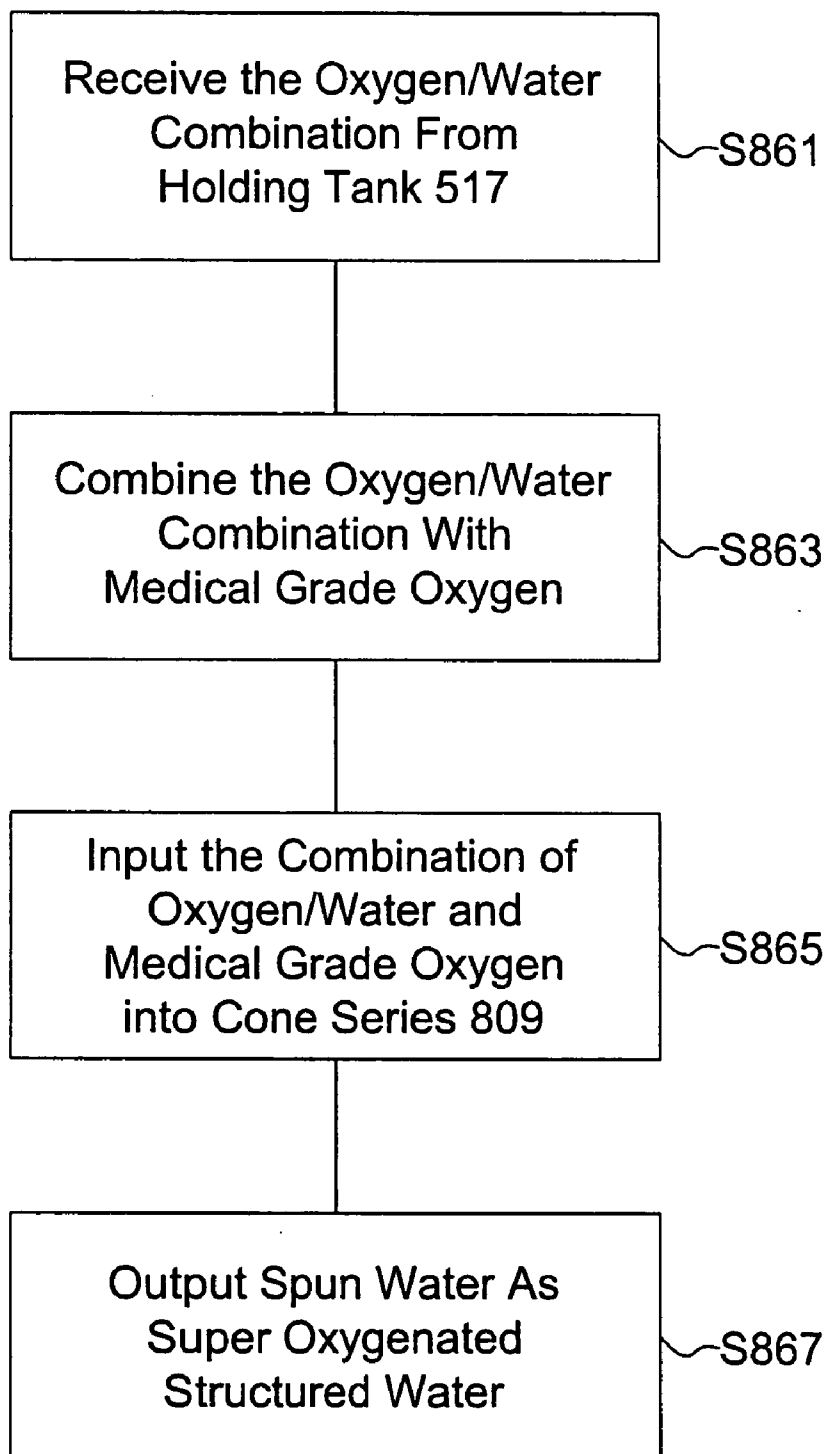 Receive the Oxygen/Water
Combination From
Holding Tank 517
S861
Combine the Oxygen/Water
Combination With
Medical Grade Oxygen
S863
Input the Combination of
Oxygen/Water and
Medical Grade Oxygen
into Cone Series 809
S865
Output Spun Water As
Super Oxygenated
Structured Water
S867